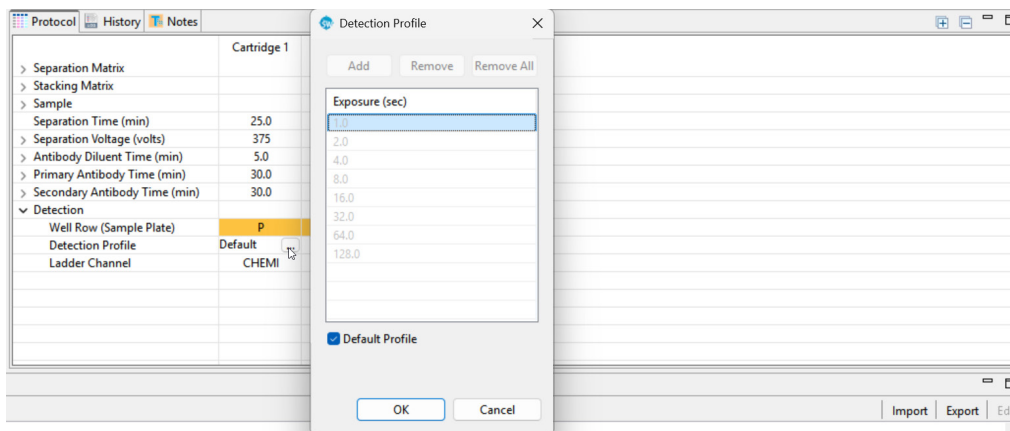 Protocol History Notes
Cartridge 1
Separation Matrix
Stacking Matrix
Sample
Separation Time (min) 25.0
Separation Voltage (volts) 375
Antibody Diluent Time (min) 5.0
Primary Antibody Time (min) 30.0
Secondary Antibody Time (min) 30.0
Detection
Well Row (Sample Plate) P
Detection Profile Default ...
Ladder Channel CHEMI
Detection Profile
Add Remove Remove All
Exposure (sec)
1.0
2.0
4.0
8.0
16.0
32.0
64.0
128.0
Default Profile
OK Cancel
Import Export Ed